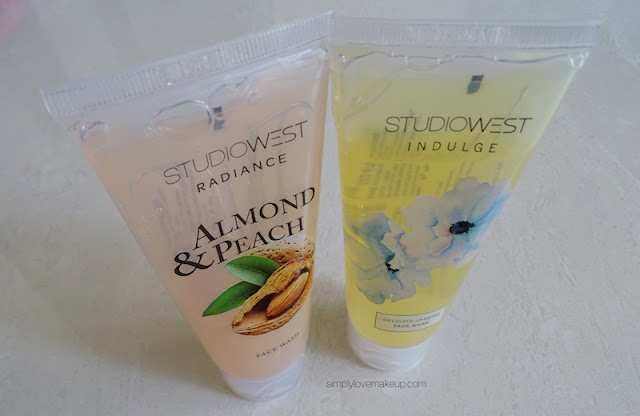 STUDIOWEST
RADIANCE
ALMOND
& PEACH
FACE WASH
STUDIOWEST
INDULGE
DELICATE JASMINE
FACE WASH
simplylovemakeup.com